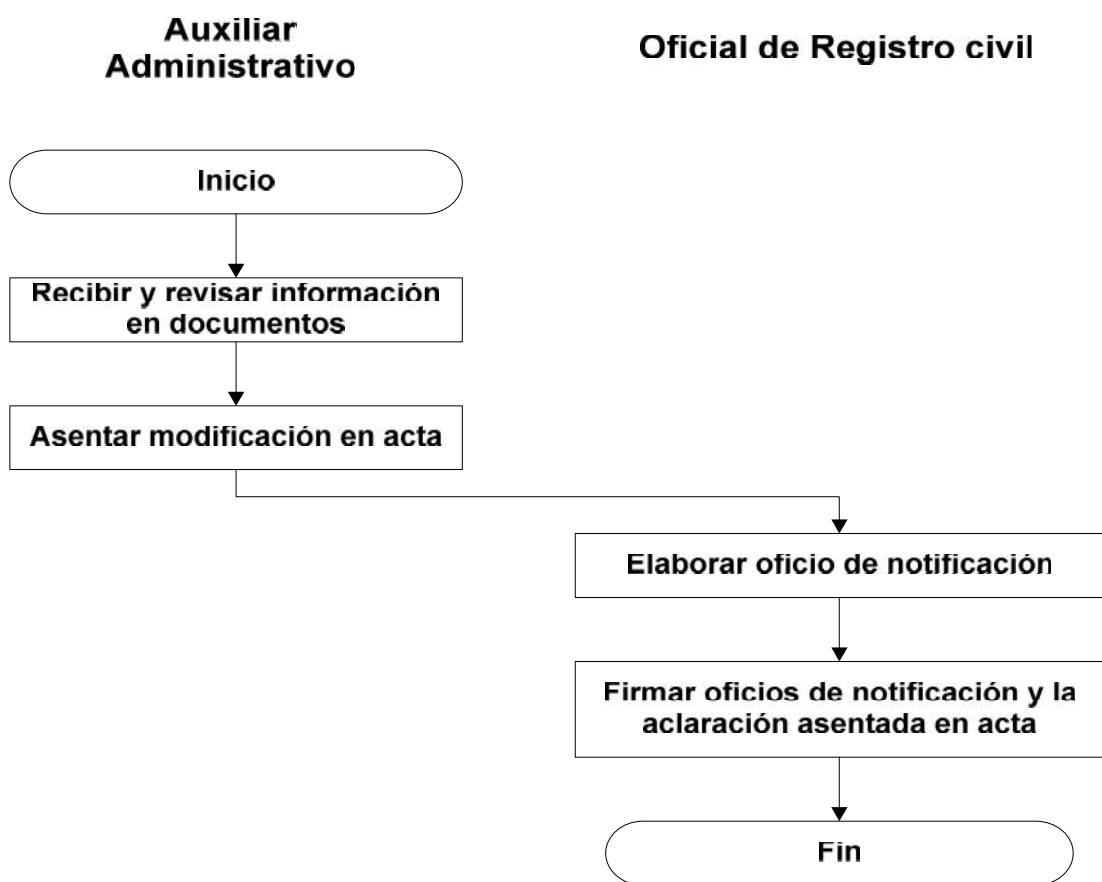 Auxiliar
Administrativo
Oficial de Registro civil
Inicio
Recibir y revisar información
en documentos
Asentar modificación en acta
Elaborar oficio de notificación
Firmar oficios de notificación y la
aclaración asentada en acta
Fin